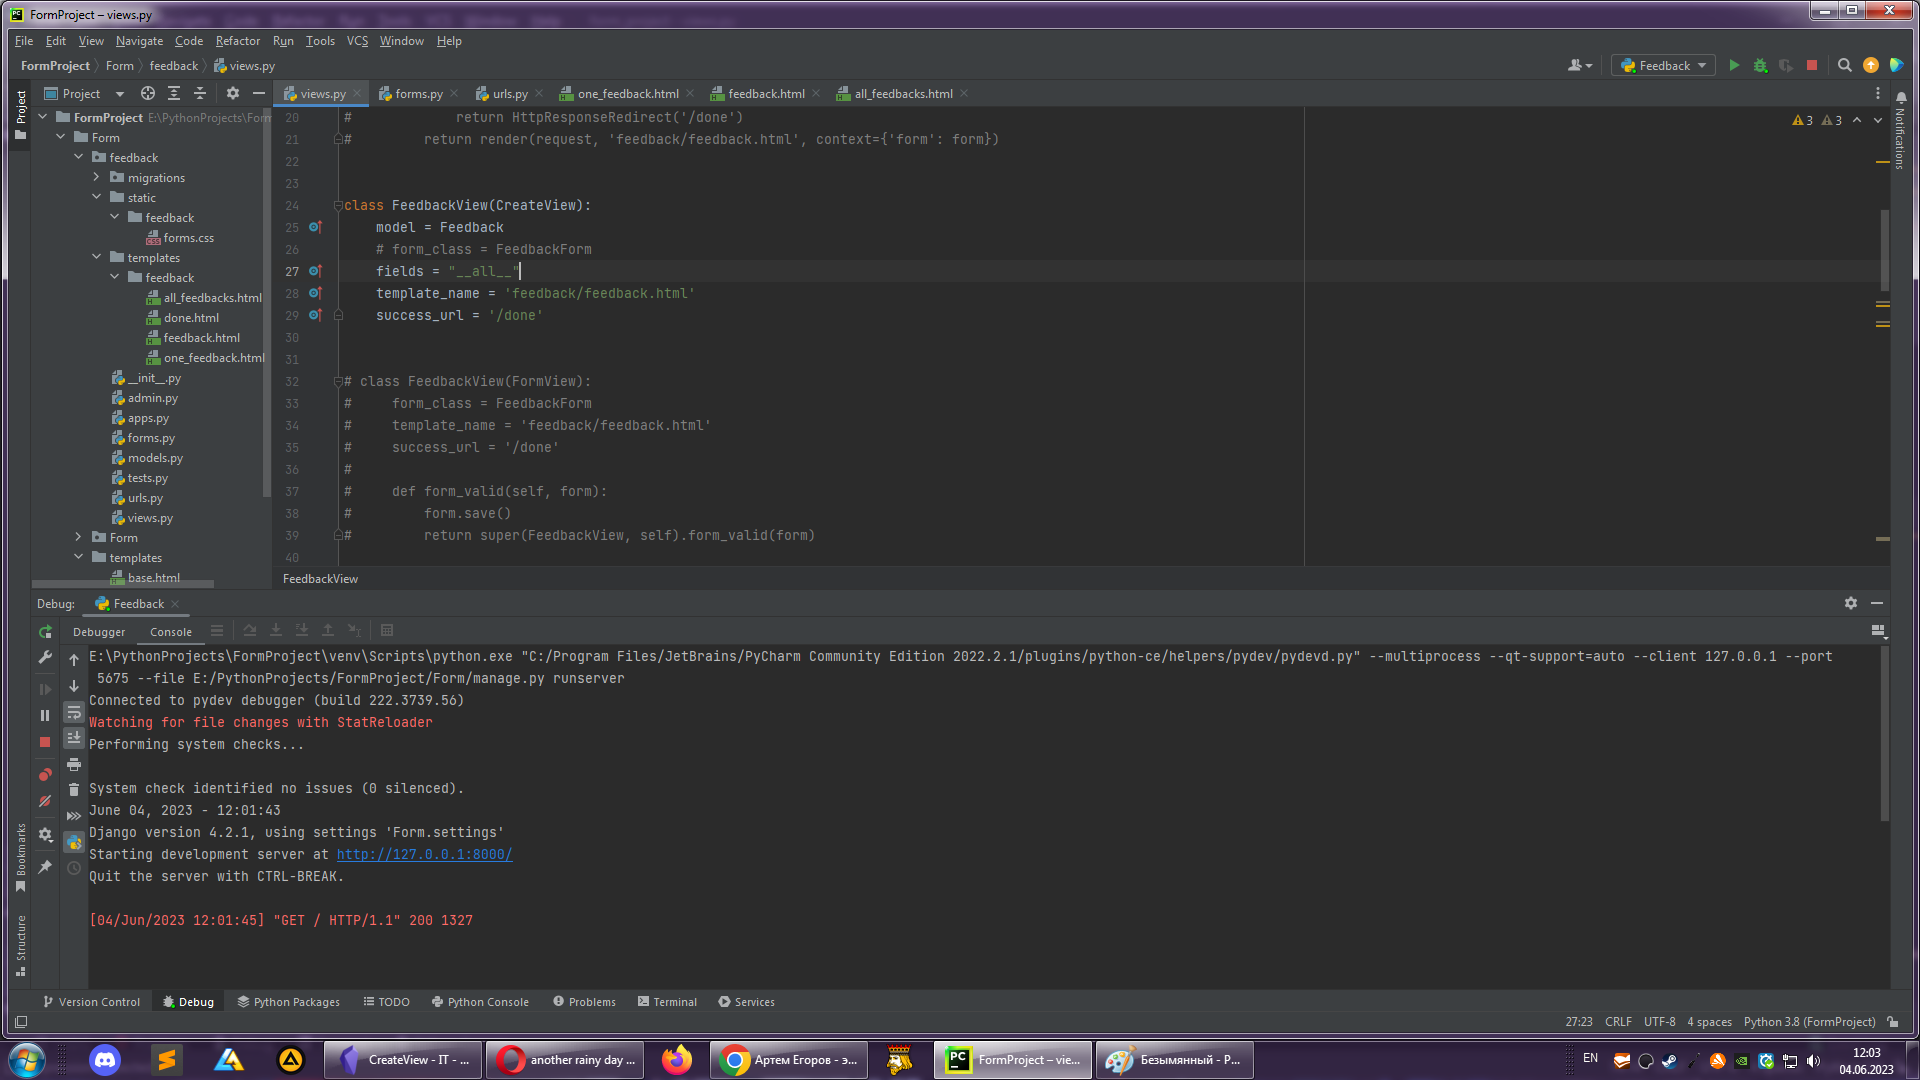 FormProject – views.py
File Edit View Navigate Code Refactor Run Tools VCS Window Help
FormProject Form feedback views.py
Feedback
Project
views.py forms.py urls.py one_feedback.html feedback.html all_feedbacks.html
Project
Notifications
FormProject E:\PythonProjects\Form
Form
feedback
migrations
static
feedback
forms.css
templates
feedback
all_feedbacks.html
done.html
feedback.html
one_feedback.html
__init__.py
admin.py
apps.py
forms.py
models.py
tests.py
urls.py
views.py
Form
templates
base.html
3 3
20 # return HttpResponseRedirect('/done')
21 # return render(request, 'feedback/feedback.html', context={'form': form})
22
23
24 class FeedbackView(CreateView):
25 model = Feedback
26 # form_class = FeedbackForm
27 fields = "__all__"
28 template_name = 'feedback/feedback.html'
29 success_url = '/done'
30
31
32 # class FeedbackView(FormView):
33 # form_class = FeedbackForm
34 # template_name = 'feedback/feedback.html'
35 # success_url = '/done'
36 #
37 # def form_valid(self, form):
38 # form.save()
39 # return super(FeedbackView, self).form_valid(form)
40
FeedbackView
Debug: Feedback
Debugger Console
E:\PythonProjects\FormProject\venv\Scripts\python.exe "C:/Program Files/JetBrains/PyCharm Community Edition 2022.2.1/plugins/python-ce/helpers/pydev/pydevd.py" --multiprocess --qt-support=auto --client 127.0.0.1 --port
5675 --file E:/PythonProjects/FormProject/Form/manage.py runserver
Connected to pydev debugger (build 222.3739.56)
Watching for file changes with StatReloader
Performing system checks...
System check identified no issues (0 silenced).
June 04, 2023 - 12:01:43
Django version 4.2.1, using settings 'Form.settings'
Starting development server at http://127.0.0.1:8000/
Quit the server with CTRL-BREAK.
[04/Jun/2023 12:01:45] "GET / HTTP/1.1" 200 1327
Bookmarks
Structure
Version Control Debug Python Packages TODO Python Console Problems Terminal Services
27:23 CRLF UTF-8 4 spaces Python 3.8 (FormProject)
CreateView - IT - ... another rainy day ... Артем Егоров - э... FormProject – vie... Безымянный - P...
EN
12:03
04.06.2023